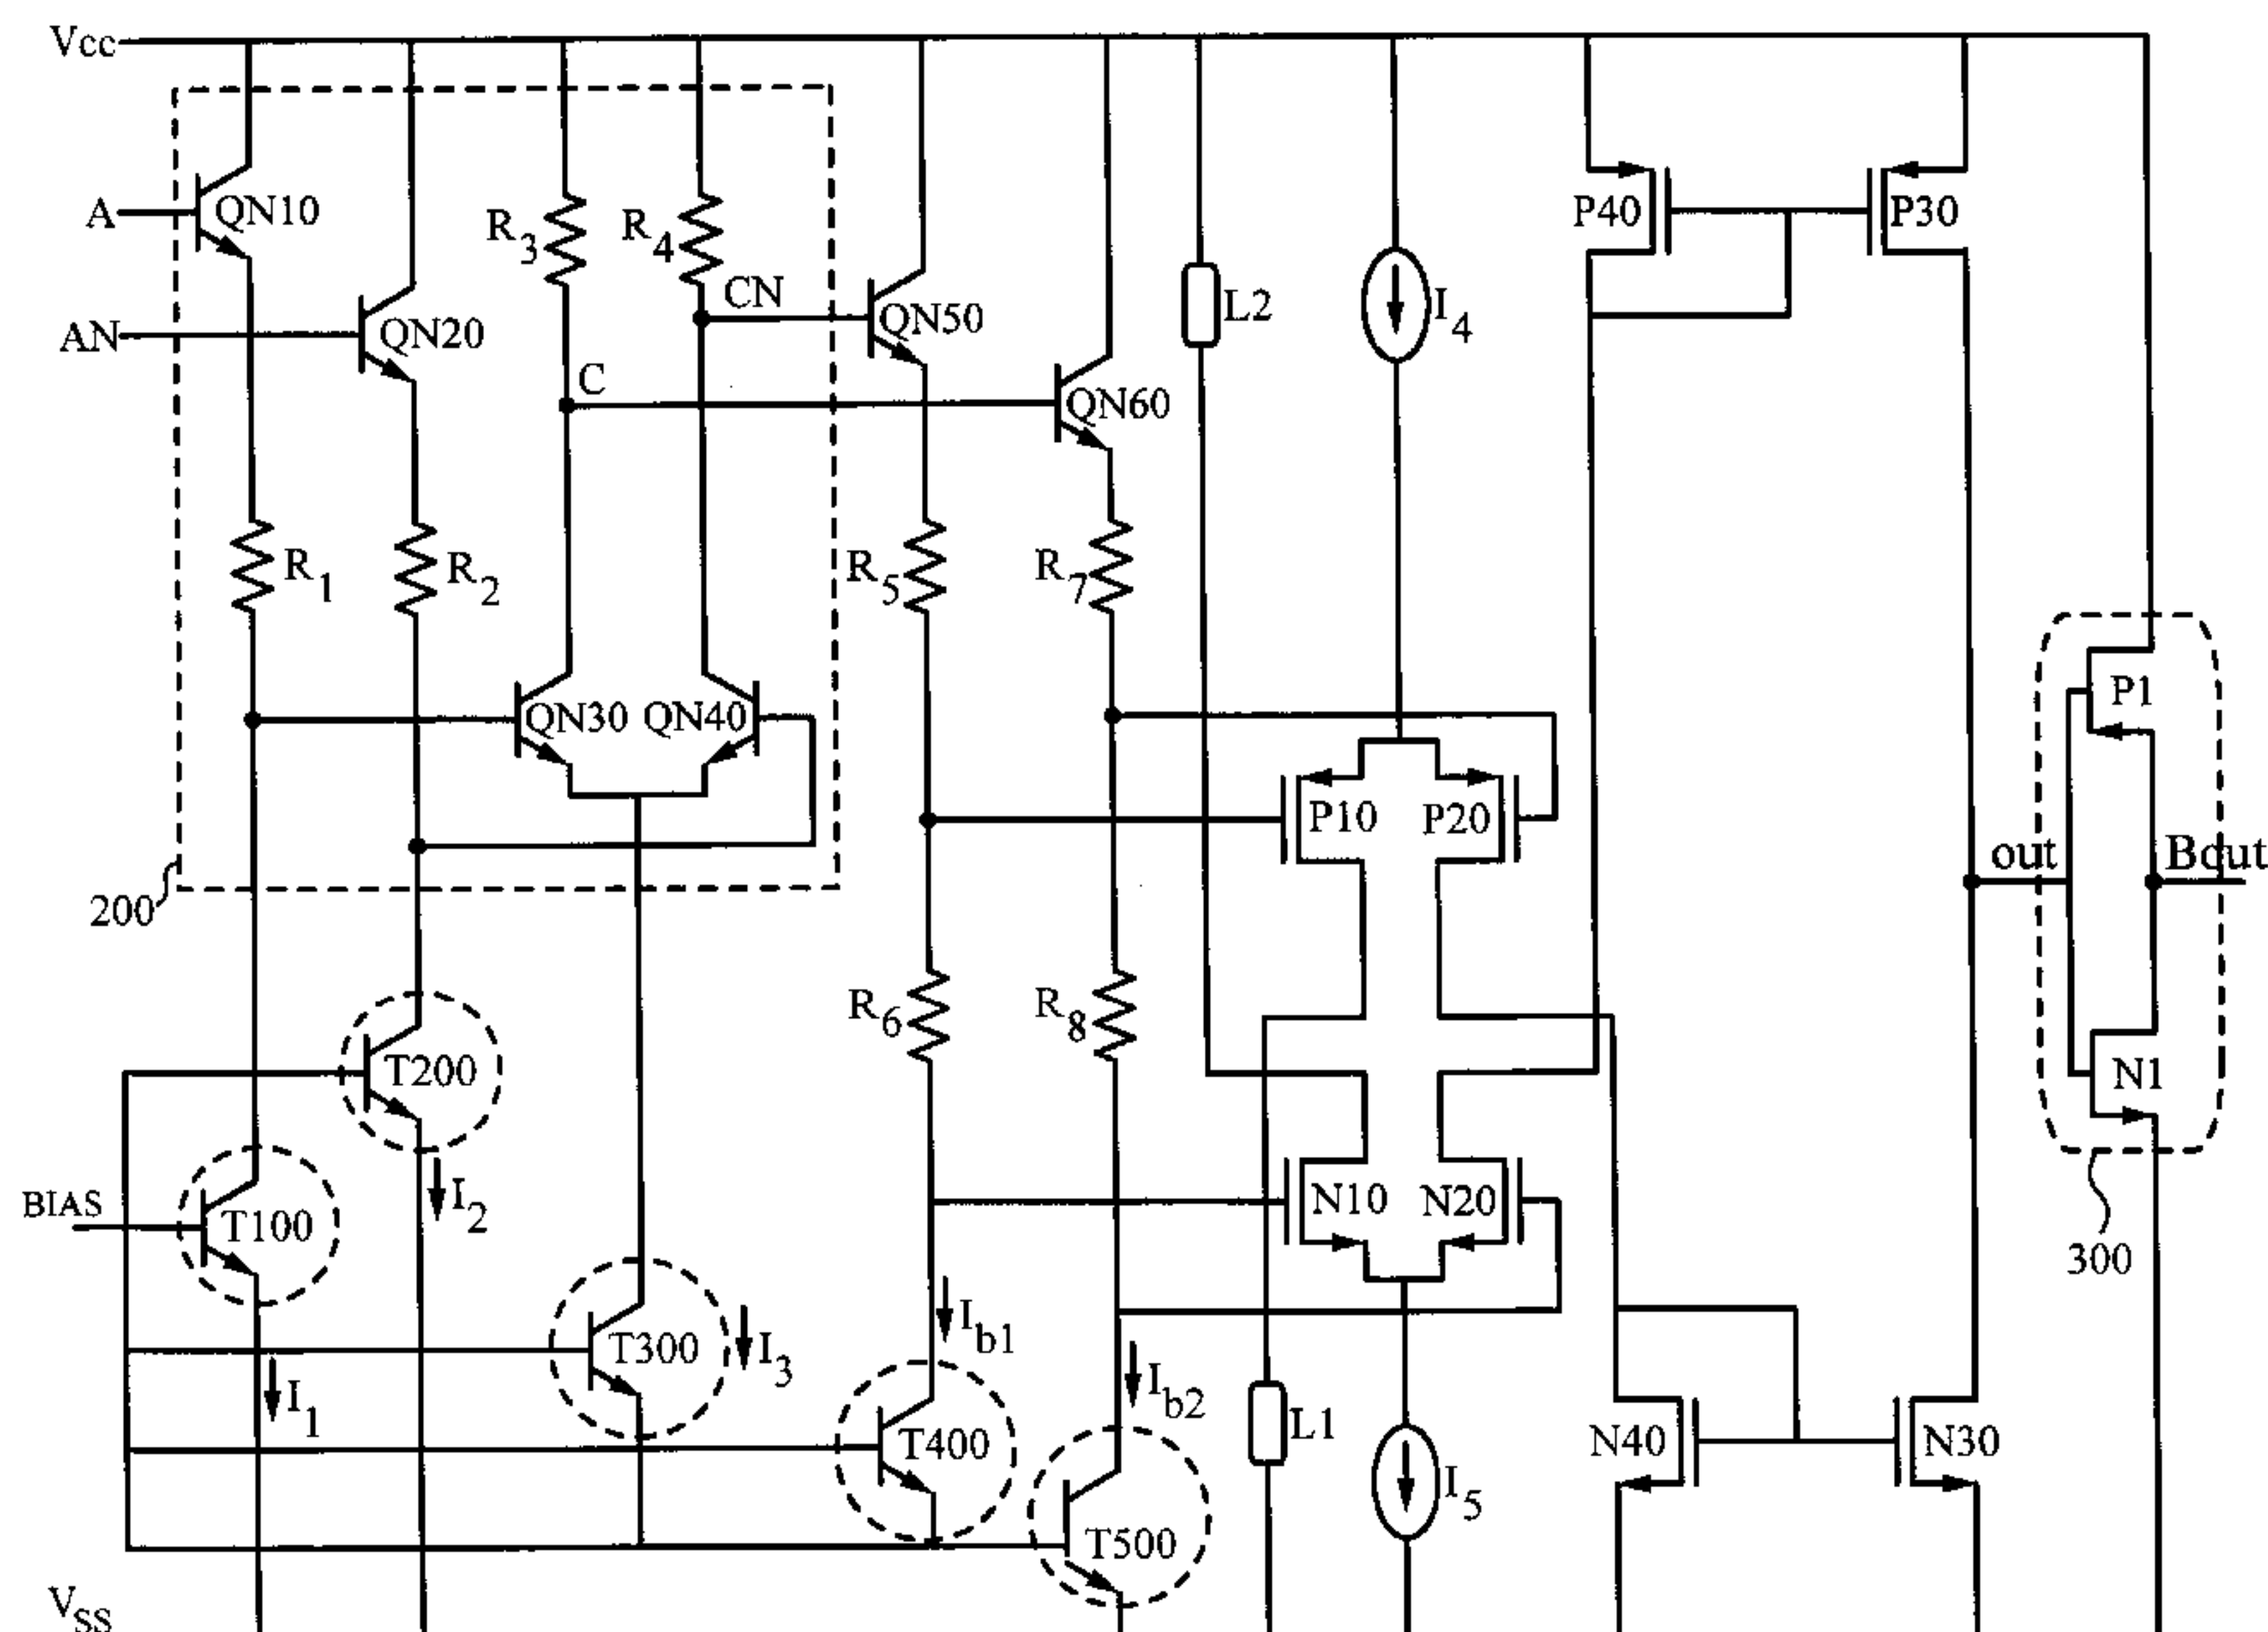 Vcc
A
QN10
AN
QN20
R3
R4
CN
C
QN50
QN60
L2
I4
P40
P30
R1
R2
R5
R7
QN30
QN40
P10
P20
P1
out
Bout
200
R6
R8
T200
I2
BIAS
T100
I1
T300
I3
Ib1
Ib2
T400
T500
N10
N20
N1
300
L1
I5
N40
N30
VSS